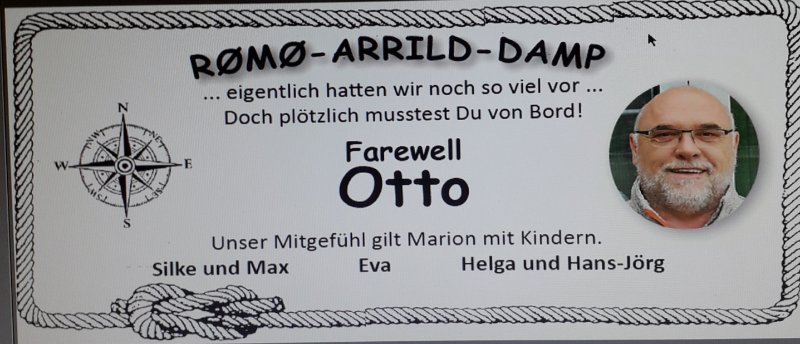 RØMØ-ARRILD-DAMP
... eigentlich hatten wir noch so viel vor ...
Doch plötzlich musstest Du von Bord!
Farewell
Otto
N
W E
S
Unser Mitgefühl gilt Marion mit Kindern.
Silke und Max Eva Helga und Hans-Jörg